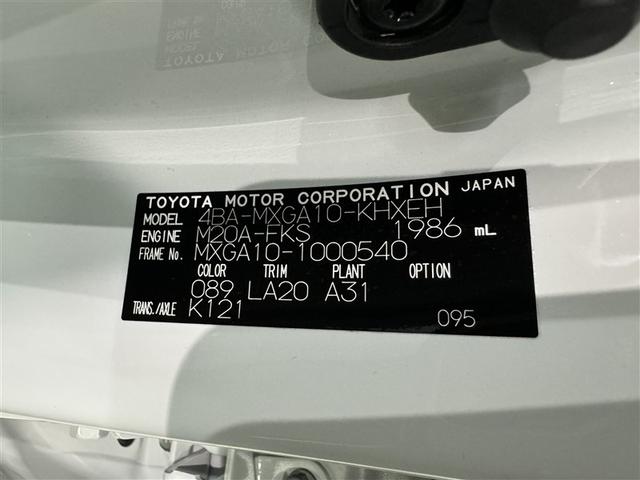 TOYOTA MOTOR CORPORATION JAPAN
MODEL 4BA-MXGA10-KHXEH
ENGINE M20A-FKS 1986 mL
FRAME No. MXGA10-1000540
COLOR TRIM PLANT OPTION
089 LA20 A31
TRANS./AXLE K121
095